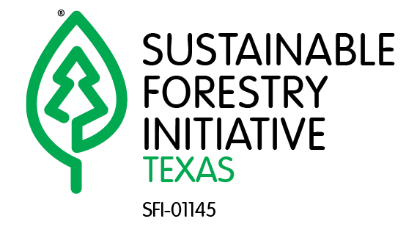 ®
SUSTAINABLE
FORESTRY
INITIATIVE
TEXAS
SFI-01145